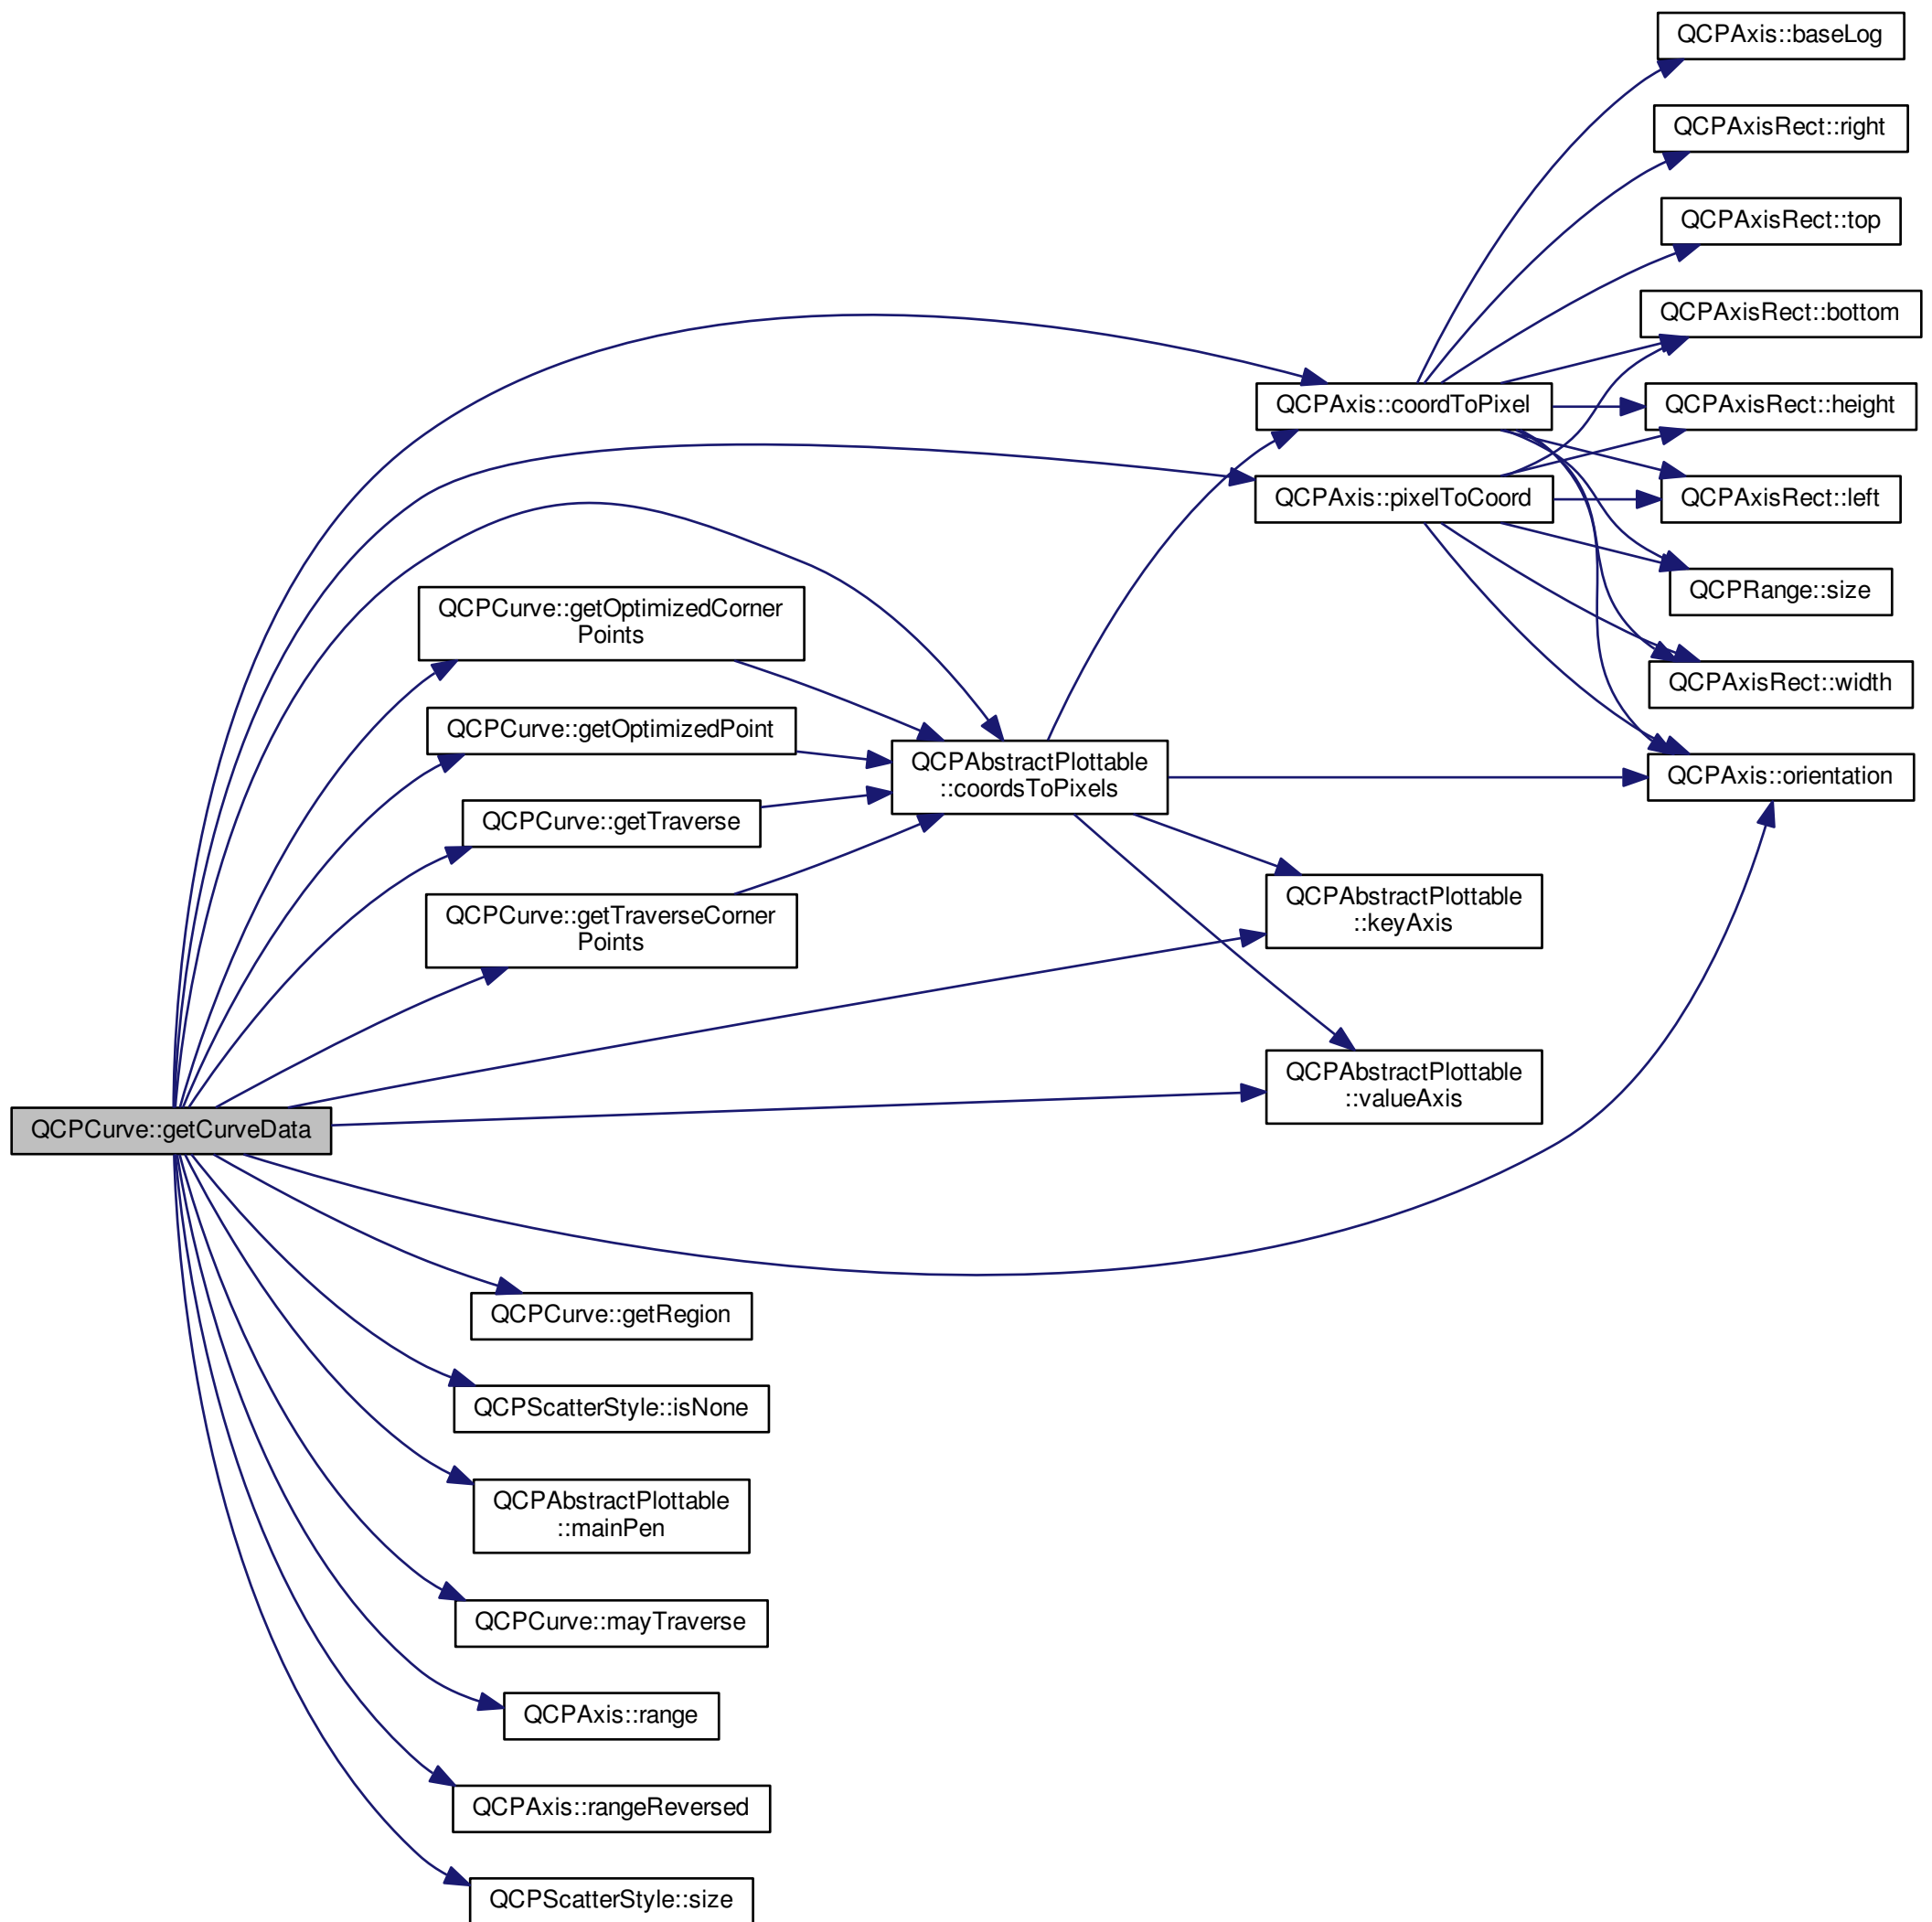 QCPAxis::baseLog
QCPAxisRect::right
QCPAxisRect::top
QCPAxisRect::bottom
QCPAxis::coordToPixel
QCPAxisRect::height
QCPAxis::pixelToCoord
QCPAxisRect::left
QCPRange::size
QCPCurve::getOptimizedCorner
Points
QCPAxisRect::width
QCPCurve::getOptimizedPoint
QCPAbstractPlottable
::coordsToPixels
QCPAxis::orientation
QCPCurve::getTraverse
QCPCurve::getTraverseCorner
Points
QCPAbstractPlottable
::keyAxis
QCPAbstractPlottable
::valueAxis
QCPCurve::getCurveData
QCPCurve::getRegion
QCPScatterStyle::isNone
QCPAbstractPlottable
::mainPen
QCPCurve::mayTraverse
QCPAxis::range
QCPAxis::rangeReversed
QCPScatterStyle::size